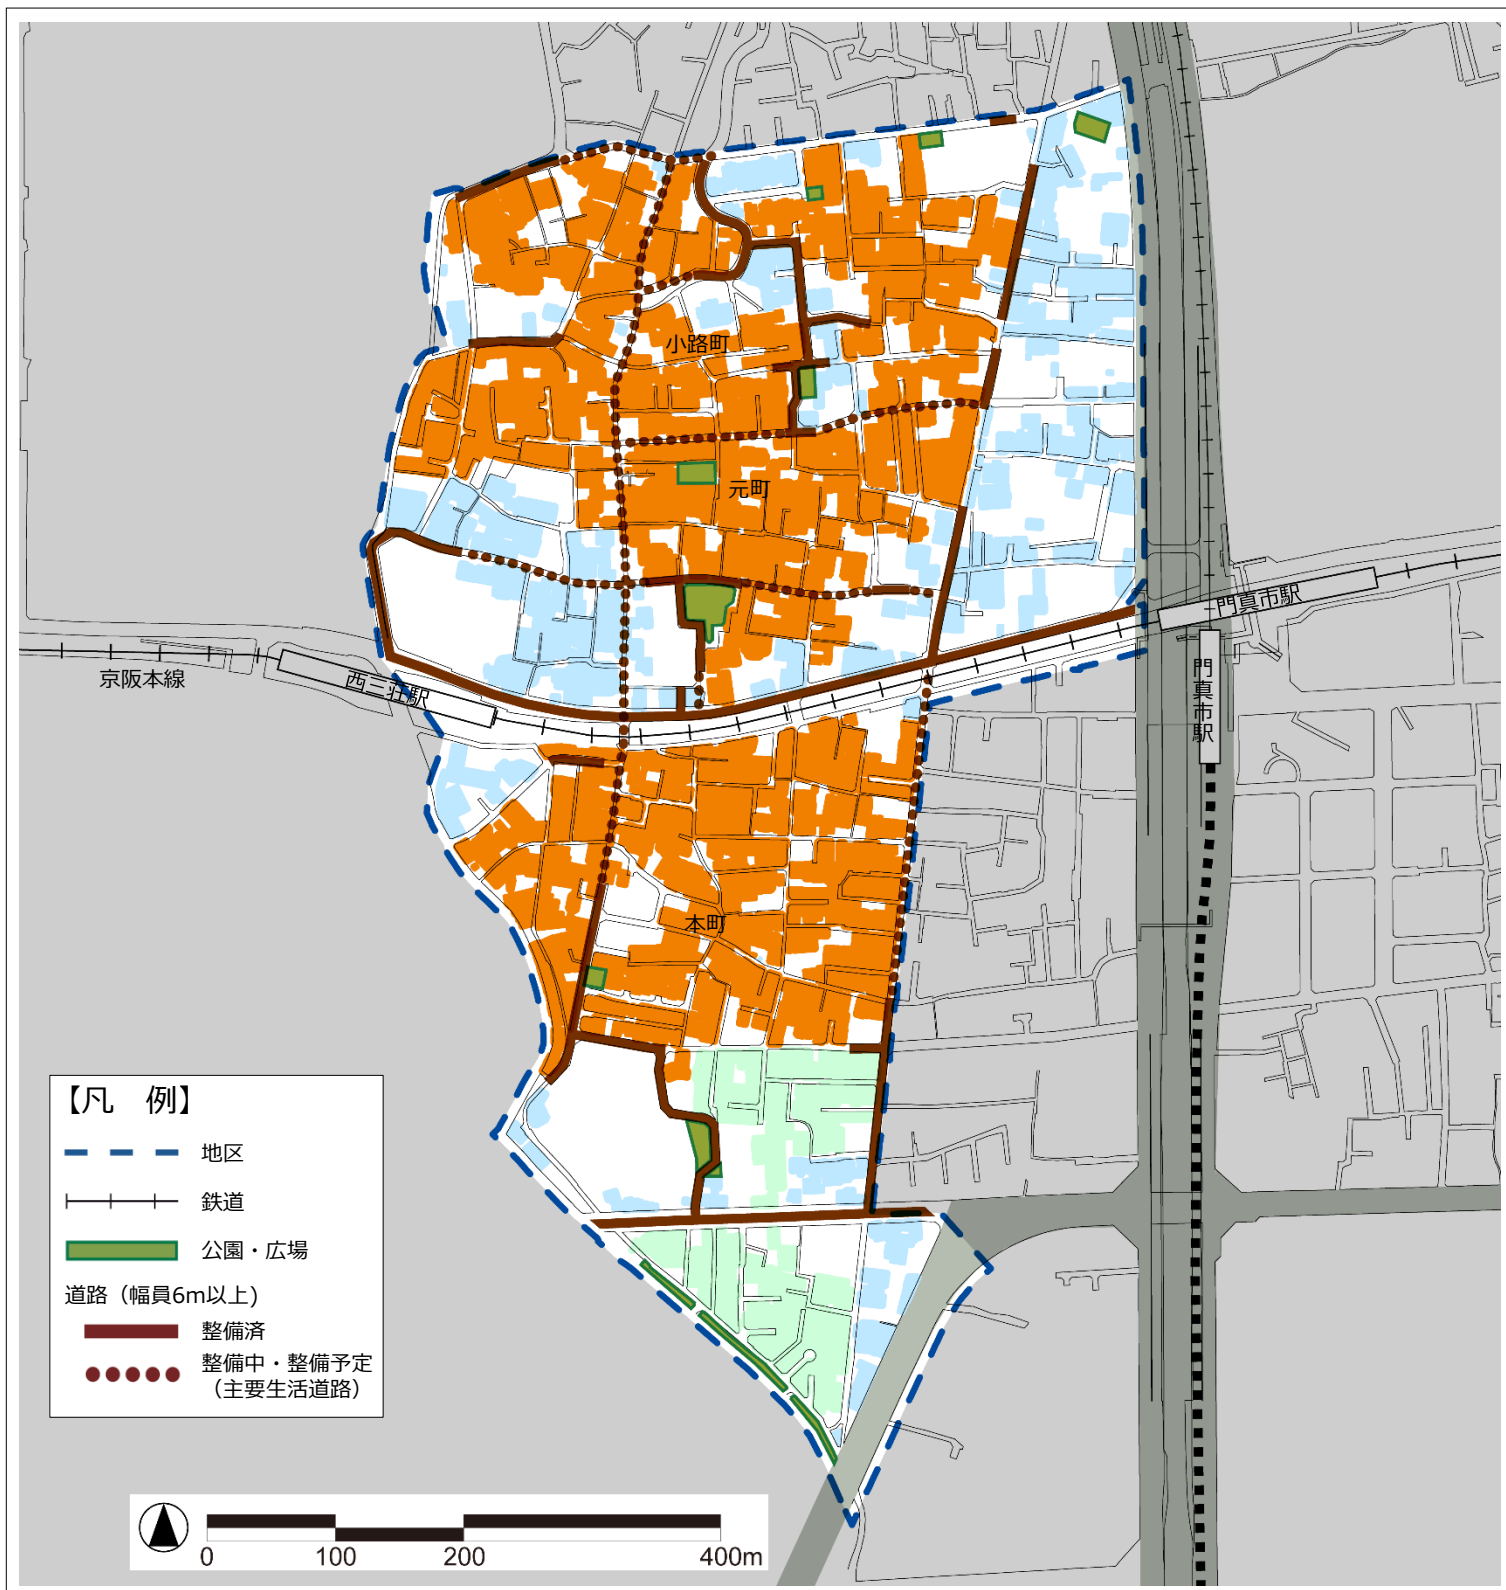 小路町
元町
門真市駅
京阪本線
西三荘駅
門真市駅
本町
【凡　例】
地区
鉄道
公園・広場
道路（幅員6m以上)
整備済
整備中・整備予定
（主要生活道路）
0 100 200 400m